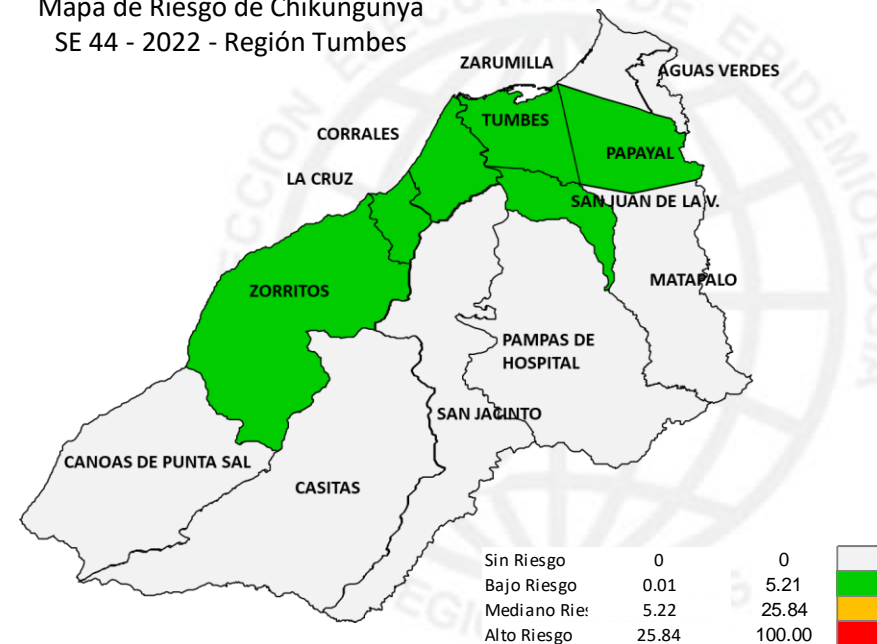 Mapa de Riesgo de Chikungunya
SE 44 - 2022 - Región Tumbes
ZARUMILLA
AGUAS VERDES
CORRALES
TUMBES
PAPAYAL
LA CRUZ
SAN JUAN DE LA V.
ZORRITOS
MATAPALO
PAMPAS DE
HOSPITAL
SAN JACINTO
CANOAS DE PUNTA SAL
CASITAS
Sin Riesgo 0 0
Bajo Riesgo 0.01 5.21
Mediano Ries 5.22 25.84
Alto Riesgo 25.84 100.00